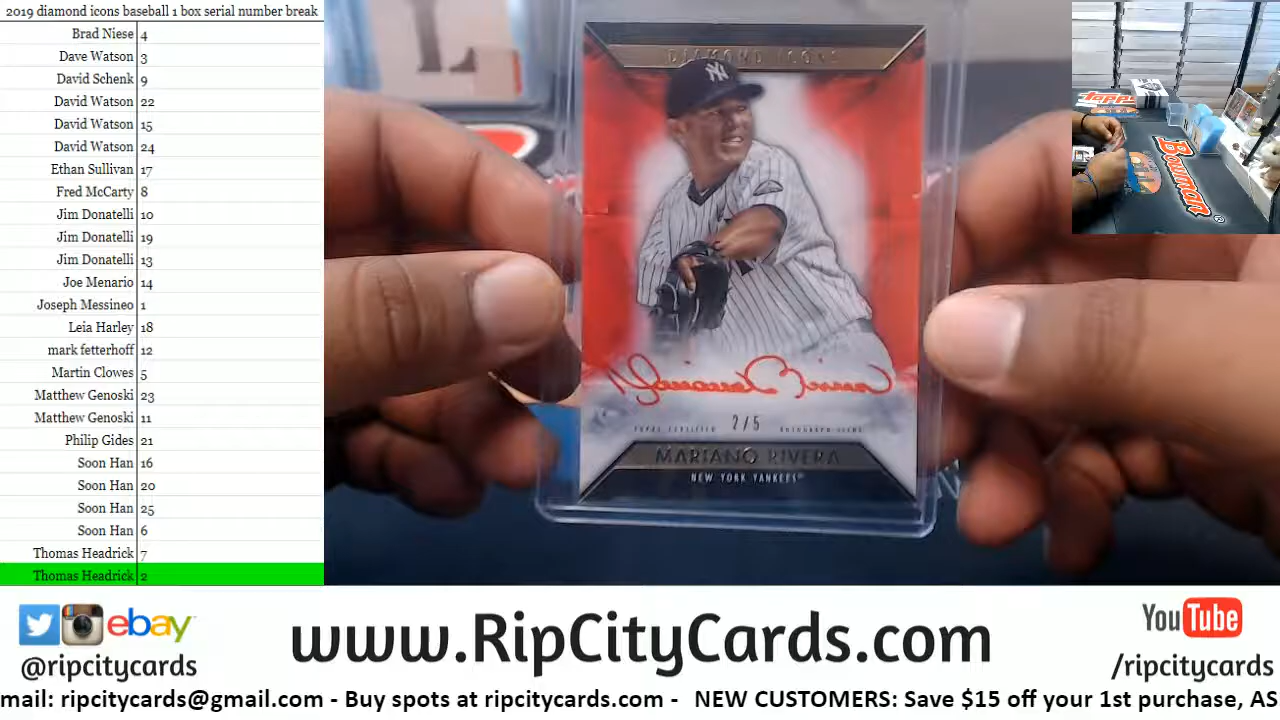 2019 diamond icons baseball 1 box serial number break
Brad Niese 4
Dave Watson 3
David Schenk 9
David Watson 22
David Watson 15
David Watson 24
Ethan Sullivan 17
Fred McCarty 8
Jim Donatelli 10
Jim Donatelli 19
Jim Donatelli 13
Joe Menario 14
Joseph Messineo 1
Leia Harley 18
mark fetterhoff 12
Martin Clowes 5
Matthew Genoski 23
Matthew Genoski 11
Philip Gides 21
Soon Han 16
Soon Han 20
Soon Han 25
Soon Han 6
Thomas Headrick 7
Thomas Headrick 2
DIAMOND ICONS
NY
2/5
TOPPS CERTIFIED AUTOGRAPH ISSUE
MARIANO RIVERA
NEW YORK YANKEES
topps
Bowman
ebay
@ripcitycards
www.RipCityCards.com
YouTube
/ripcitycards
mail: ripcitycards@gmail.com - Buy spots at ripcitycards.com - NEW CUSTOMERS: Save $15 off your 1st purchase, AS